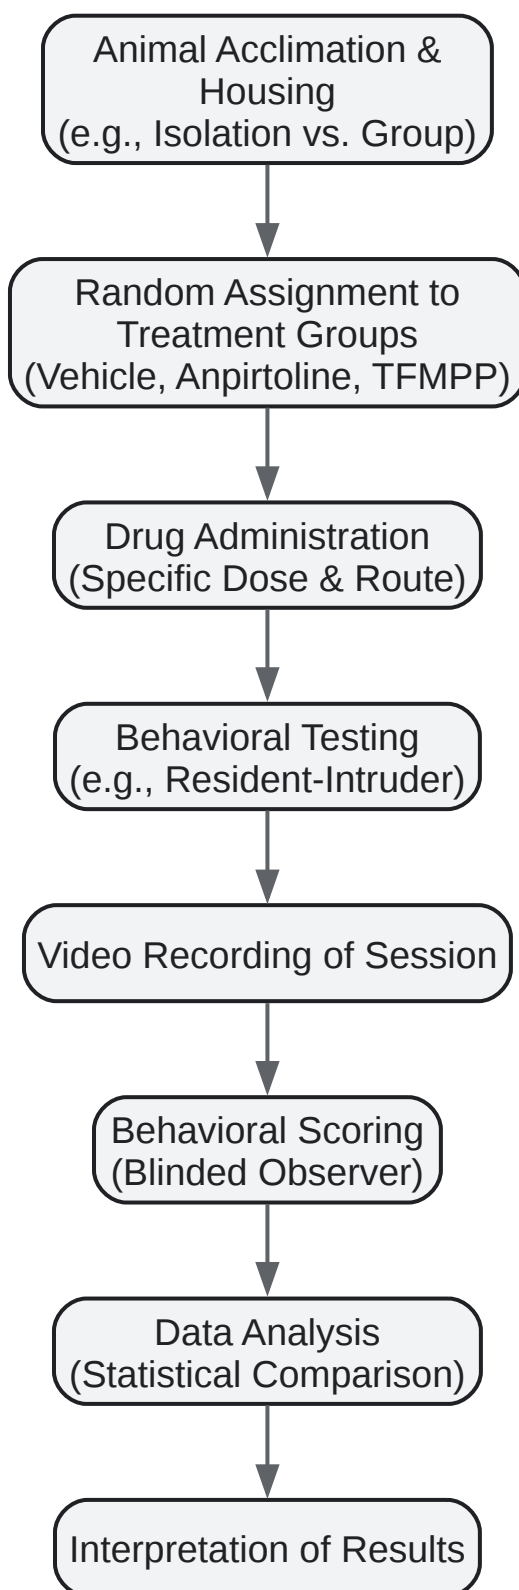 Animal Acclimation &
Housing
(e.g., Isolation vs. Group)
Random Assignment to
Treatment Groups
(Vehicle, Anpirtoline, TFMPP)
Drug Administration
(Specific Dose & Route)
Behavioral Testing
(e.g., Resident-Intruder)
Video Recording of Session
Behavioral Scoring
(Blinded Observer)
Data Analysis
(Statistical Comparison)
Interpretation of Results